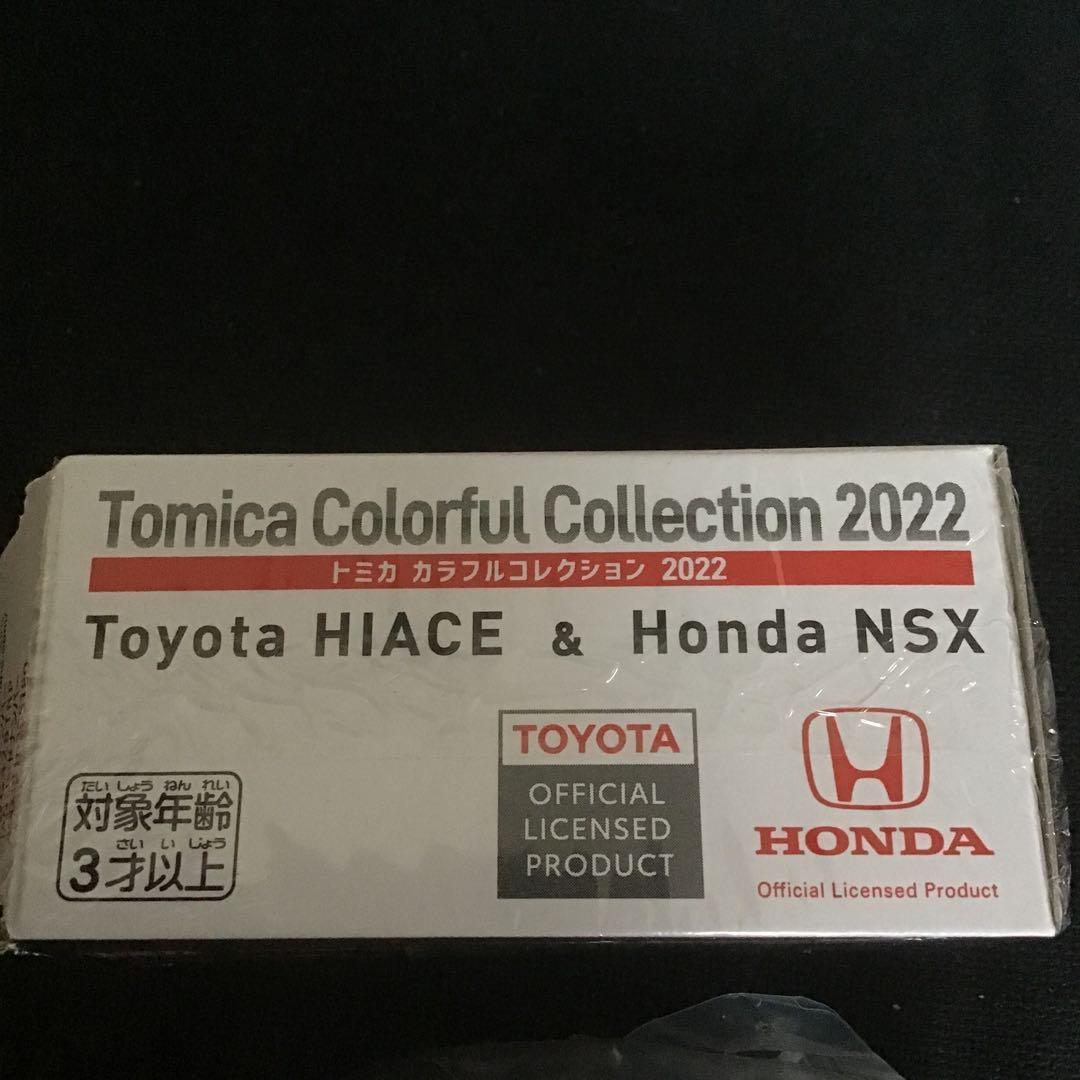 Tomica Colorful Collection 2022
トミカ カラフルコレクション 2022
Toyota HIACE & Honda NSX
TOYOTA
OFFICIAL
LICENSED
PRODUCT
HONDA
Official Licensed Product
たい しょう ねん れい
対象年齢
さい い じょう
3才以上